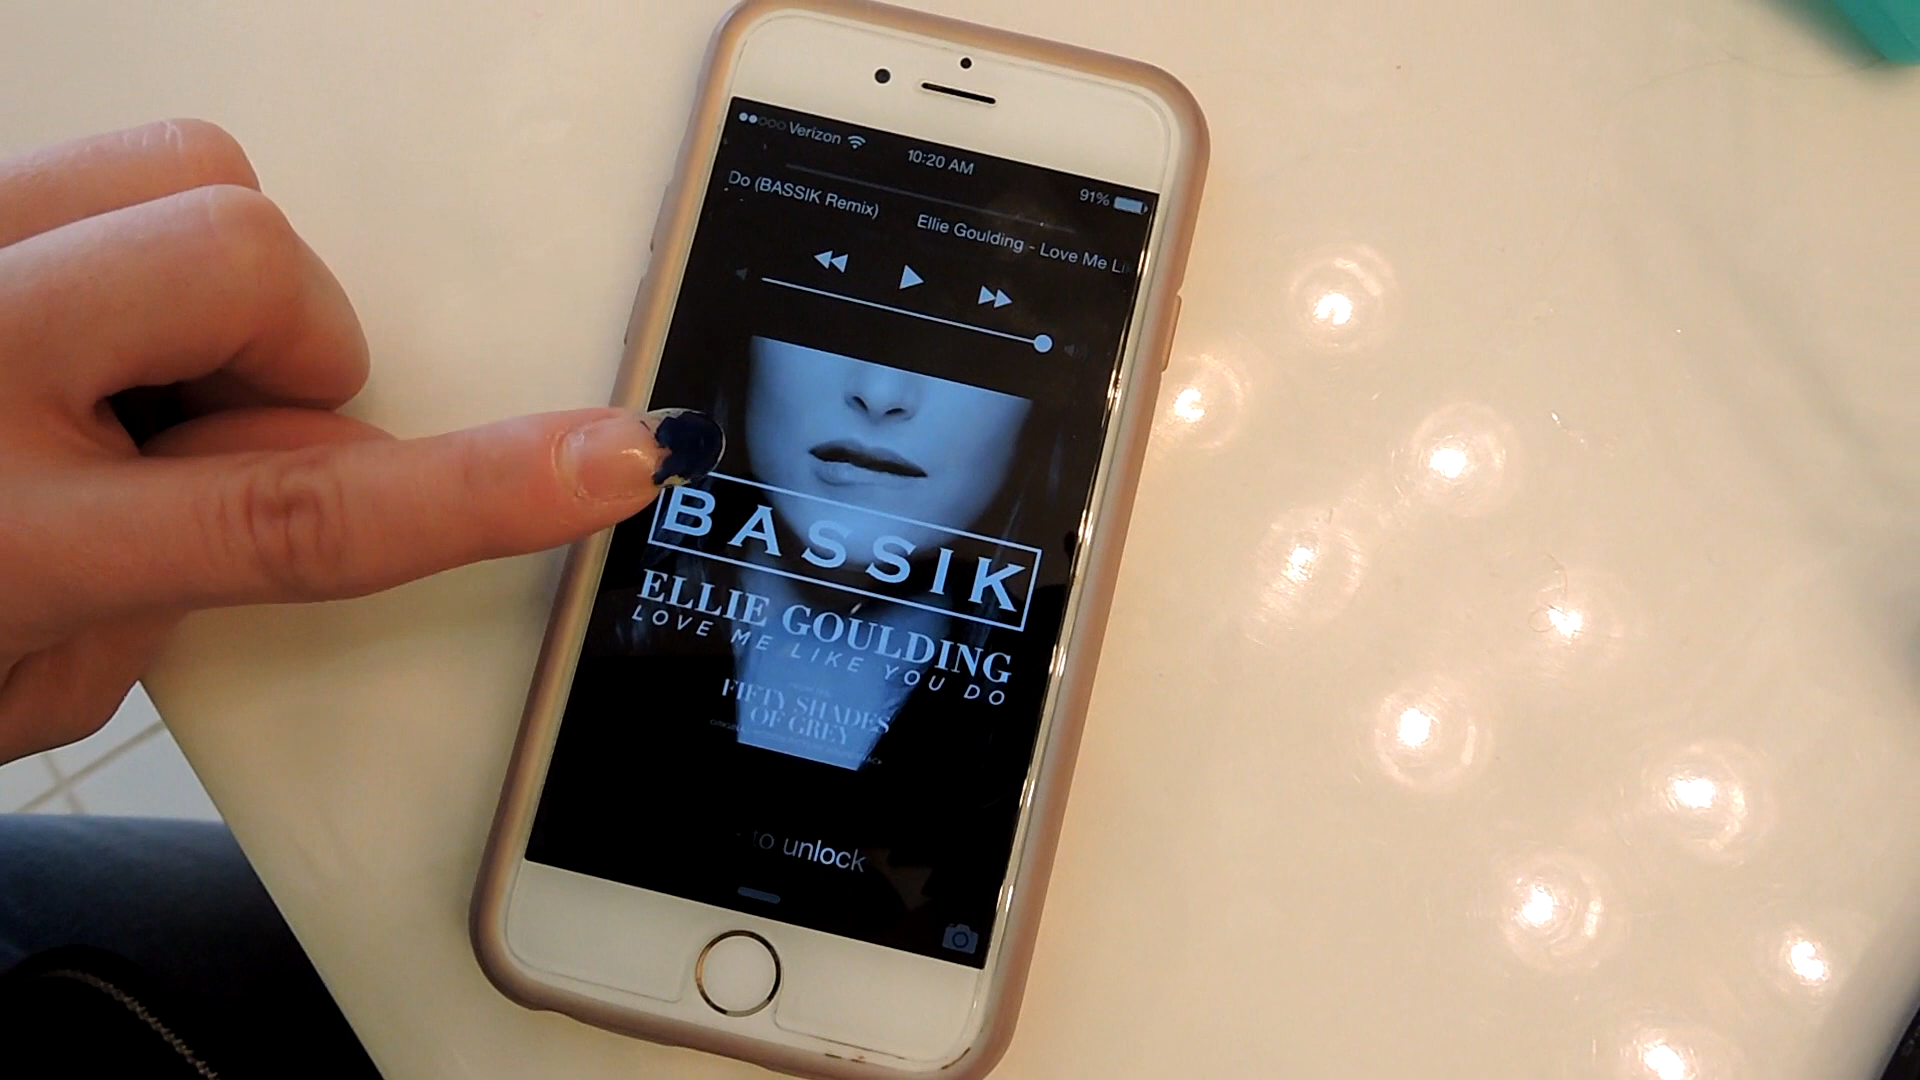 Verizon 10:20 AM 91%
Do (BASSIK Remix) Ellie Goulding - Love Me Li
BASSIK
ELLIE GOULDING
LOVE ME LIKE YOU DO
FIFTY SHADES
OF GREY
to unlock